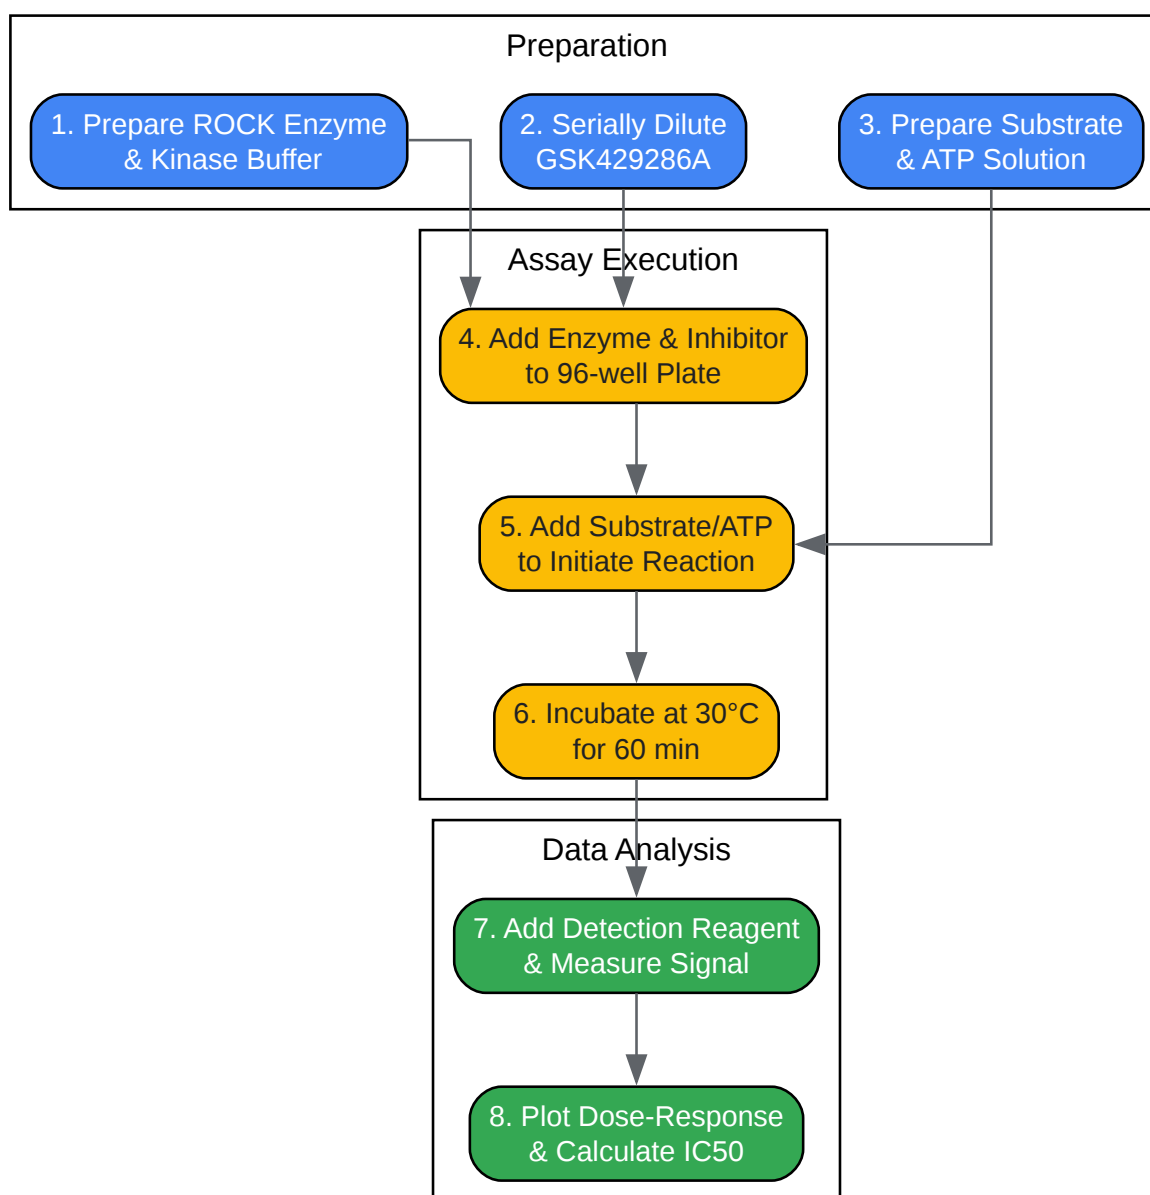 Preparation
1. Prepare ROCK Enzyme
& Kinase Buffer
2. Serially Dilute
GSK429286A
3. Prepare Substrate
& ATP Solution
Assay Execution
4. Add Enzyme & Inhibitor
to 96-well Plate
5. Add Substrate/ATP
to Initiate Reaction
6. Incubate at 30°C
for 60 min
Data Analysis
7. Add Detection Reagent
& Measure Signal
8. Plot Dose-Response
& Calculate IC50